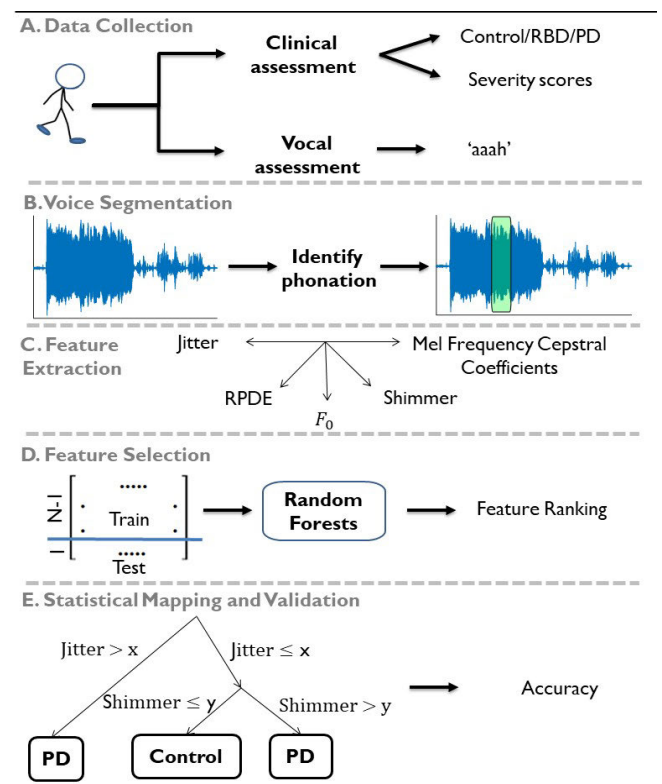 A. Data Collection
Clinical
assessment
Control/RBD/PD
Severity scores
Vocal
assessment
‘aaah’
B. Voice Segmentation
Identify
phonation
C. Feature
Extraction
Jitter
Mel Frequency Cepstral
Coefficients
RPDE
Shimmer
F₀
D. Feature Selection
N-1
.....
Train
1
.....
Test
Random
Forests
Feature Ranking
E. Statistical Mapping and Validation
Jitter > x
Jitter ≤ x
Shimmer ≤ y
Shimmer > y
Accuracy
PD
Control
PD